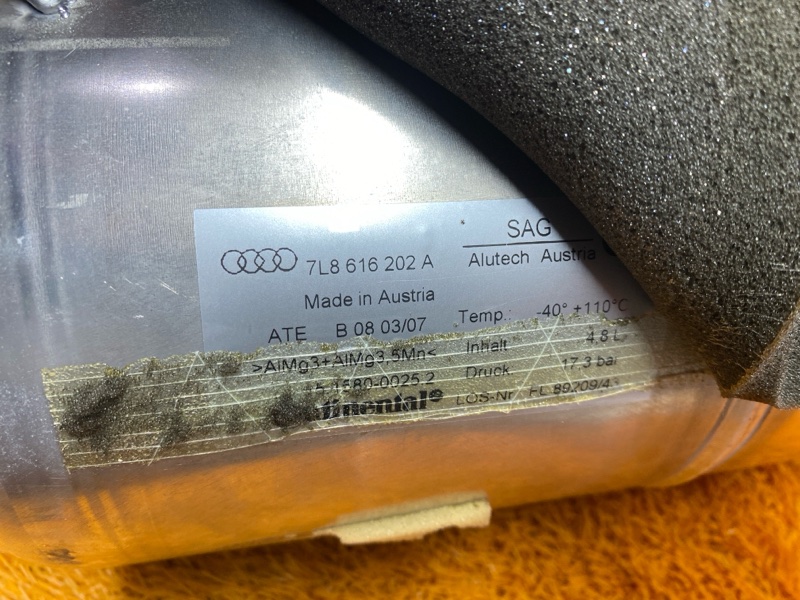 7L8 616 202 A
SAG
Alutech Austria
Made in Austria
ATE B 08 03/07
Temp.: -40° +110°C
>AlMg3+AlMg3.5Mn<
Inhalt 4.8 L
Druck 17,3 bar
LOS-Nr